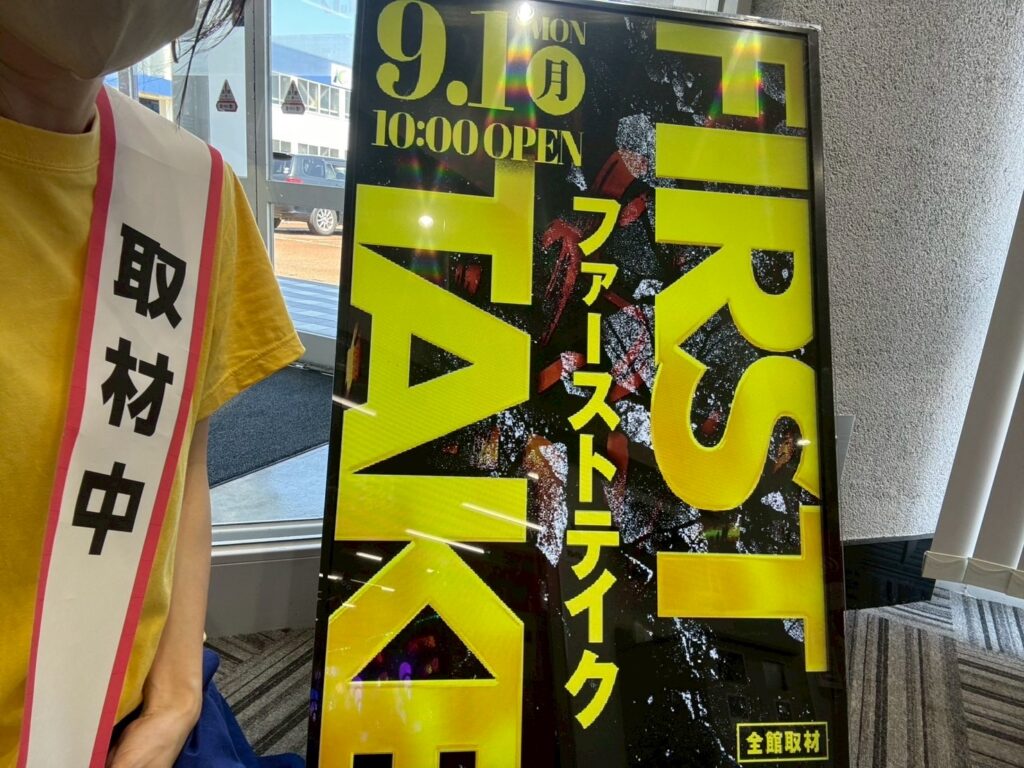 取材中
9.1 MON 月
10:00 OPEN
FIRST
TAKE
ファーストテイク
全館取材